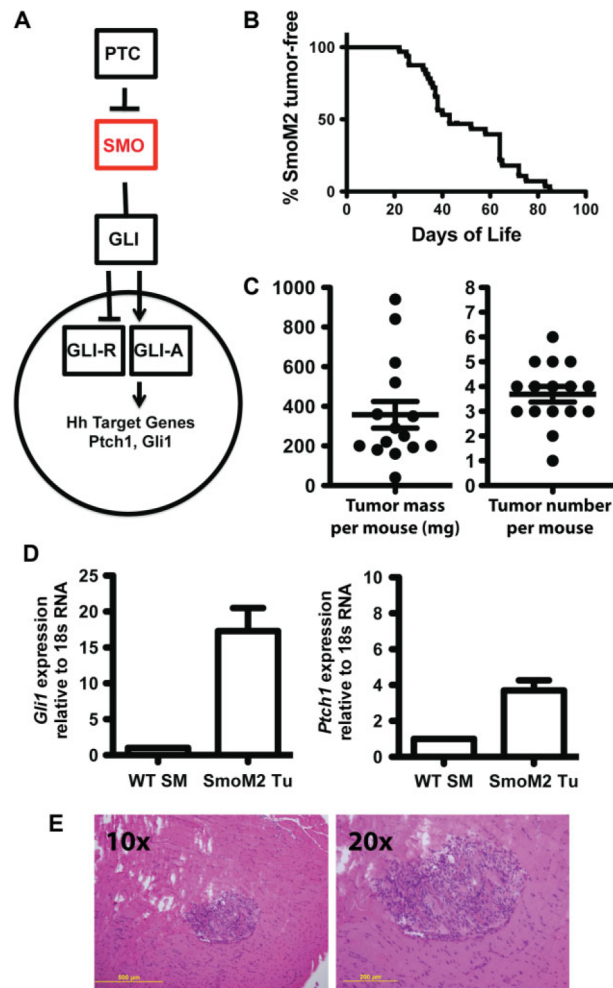 A
PTC
SMO
GLI
GLI-R
GLI-A
Hh Target Genes
Ptch1, Gli1
B
% SmoM2 tumor-free
100
50
0
0
20
40
60
80
100
Days of Life
C
1000
800
600
400
200
0
Tumor mass
per mouse (mg)
8
7
6
5
4
3
2
1
0
Tumor number
per mouse
D
Gli1 expression
relative to 18s RNA
25
20
15
10
5
0
WT SM
SmoM2 Tu
Ptch1 expression
relative to 18s RNA
10
8
6
4
2
0
WT SM
SmoM2 Tu
E
10x
500 µm
20x
200 µm